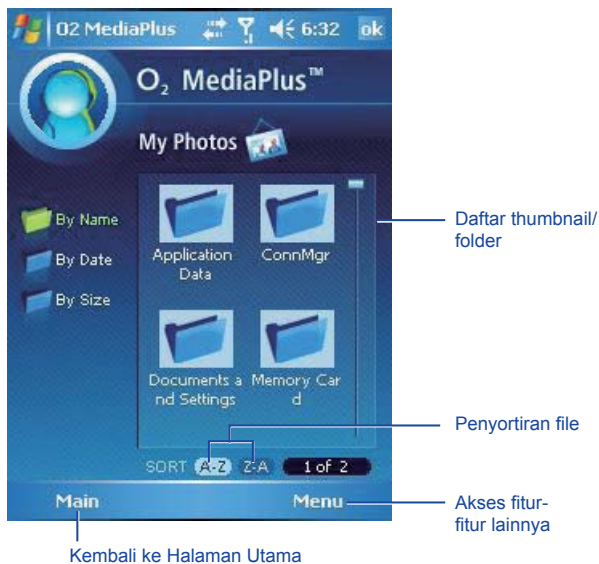 O2 MediaPlus 6:32 ok
O2 MediaPlus™
My Photos
By Name
By Date
By Size
Application
Data
ConnMgr
Documents a
nd Settings
Memory Car
d
SORT A-Z Z-A 1 of 2
Main Menu
Daftar thumbnail/
folder
Penyortiran file
Akses fitur-
fitur lainnya
Kembali ke Halaman Utama